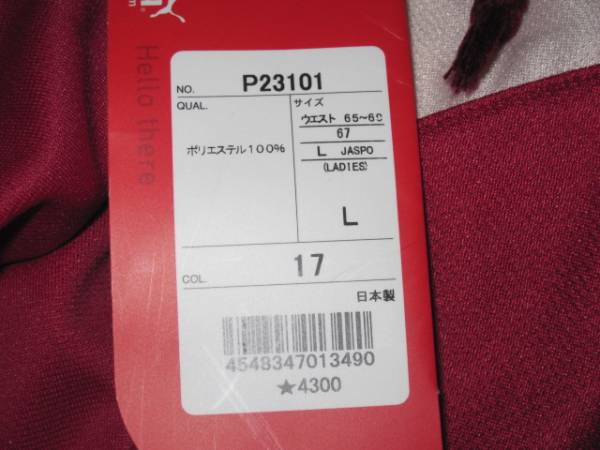 Hello there
NO. P23101
QUAL.
サイズ
ウエスト 65~69
67
ポリエステル100%
L JASPO
(LADIES)
L
COL. 17
日本製
4548347013490
★4300